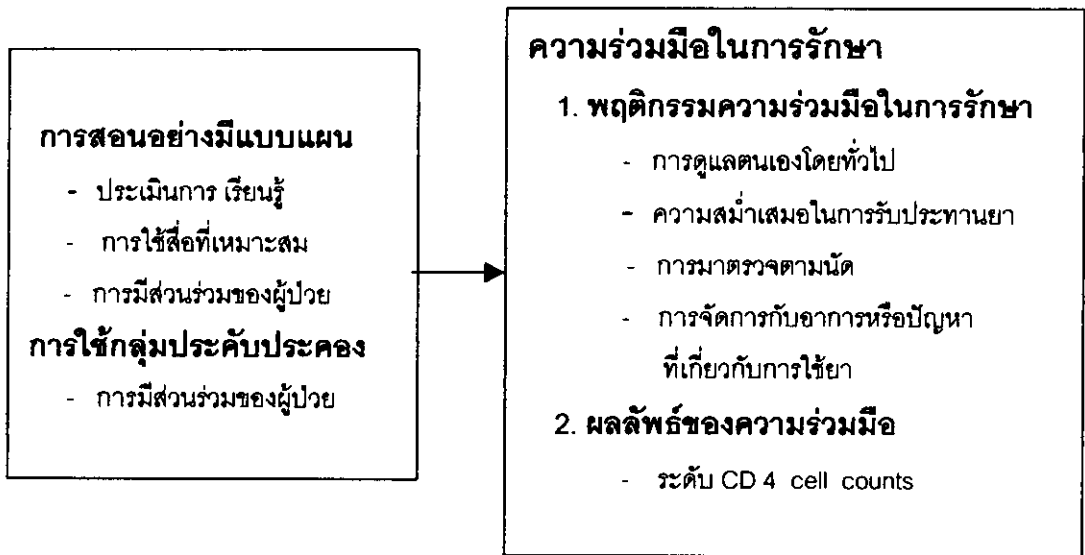 การสอนอย่างมีแบบแผน
- ประเมินการ เรียนรู้
- การใช้สื่อที่เหมาะสม
- การมีส่วนร่วมของผู้ป่วย
การใช้กลุ่มประคับประคอง
- การมีส่วนร่วมของผู้ป่วย
ความร่วมมือในการรักษา
1. พฤติกรรมความร่วมมือในการรักษา
- การดูแลตนเองโดยทั่วไป
- ความสม่ำเสมอในการรับประทานยา
- การมาตรวจตามนัด
- การจัดการกับอาการหรือปัญหา
ที่เกี่ยวกับการใช้ยา
2. ผลลัพธ์ของความร่วมมือ
- ระดับ CD 4 cell counts